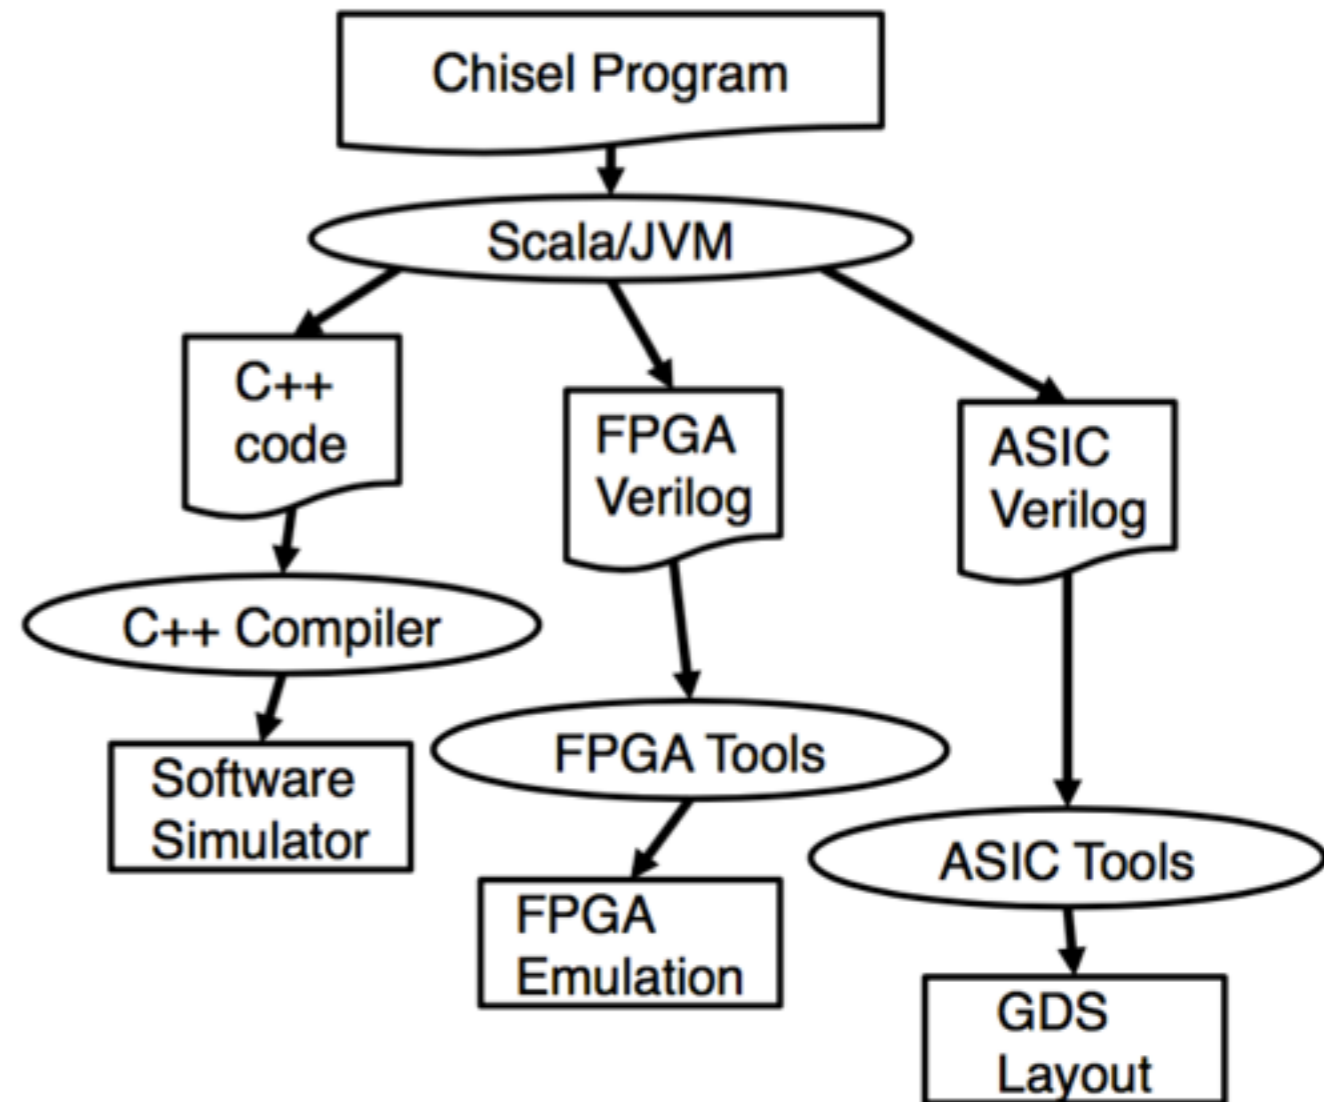 Chisel Program
Scala/JVM
C++
code
FPGA
Verilog
ASIC
Verilog
C++ Compiler
FPGA Tools
Software
Simulator
ASIC Tools
FPGA
Emulation
GDS
Layout